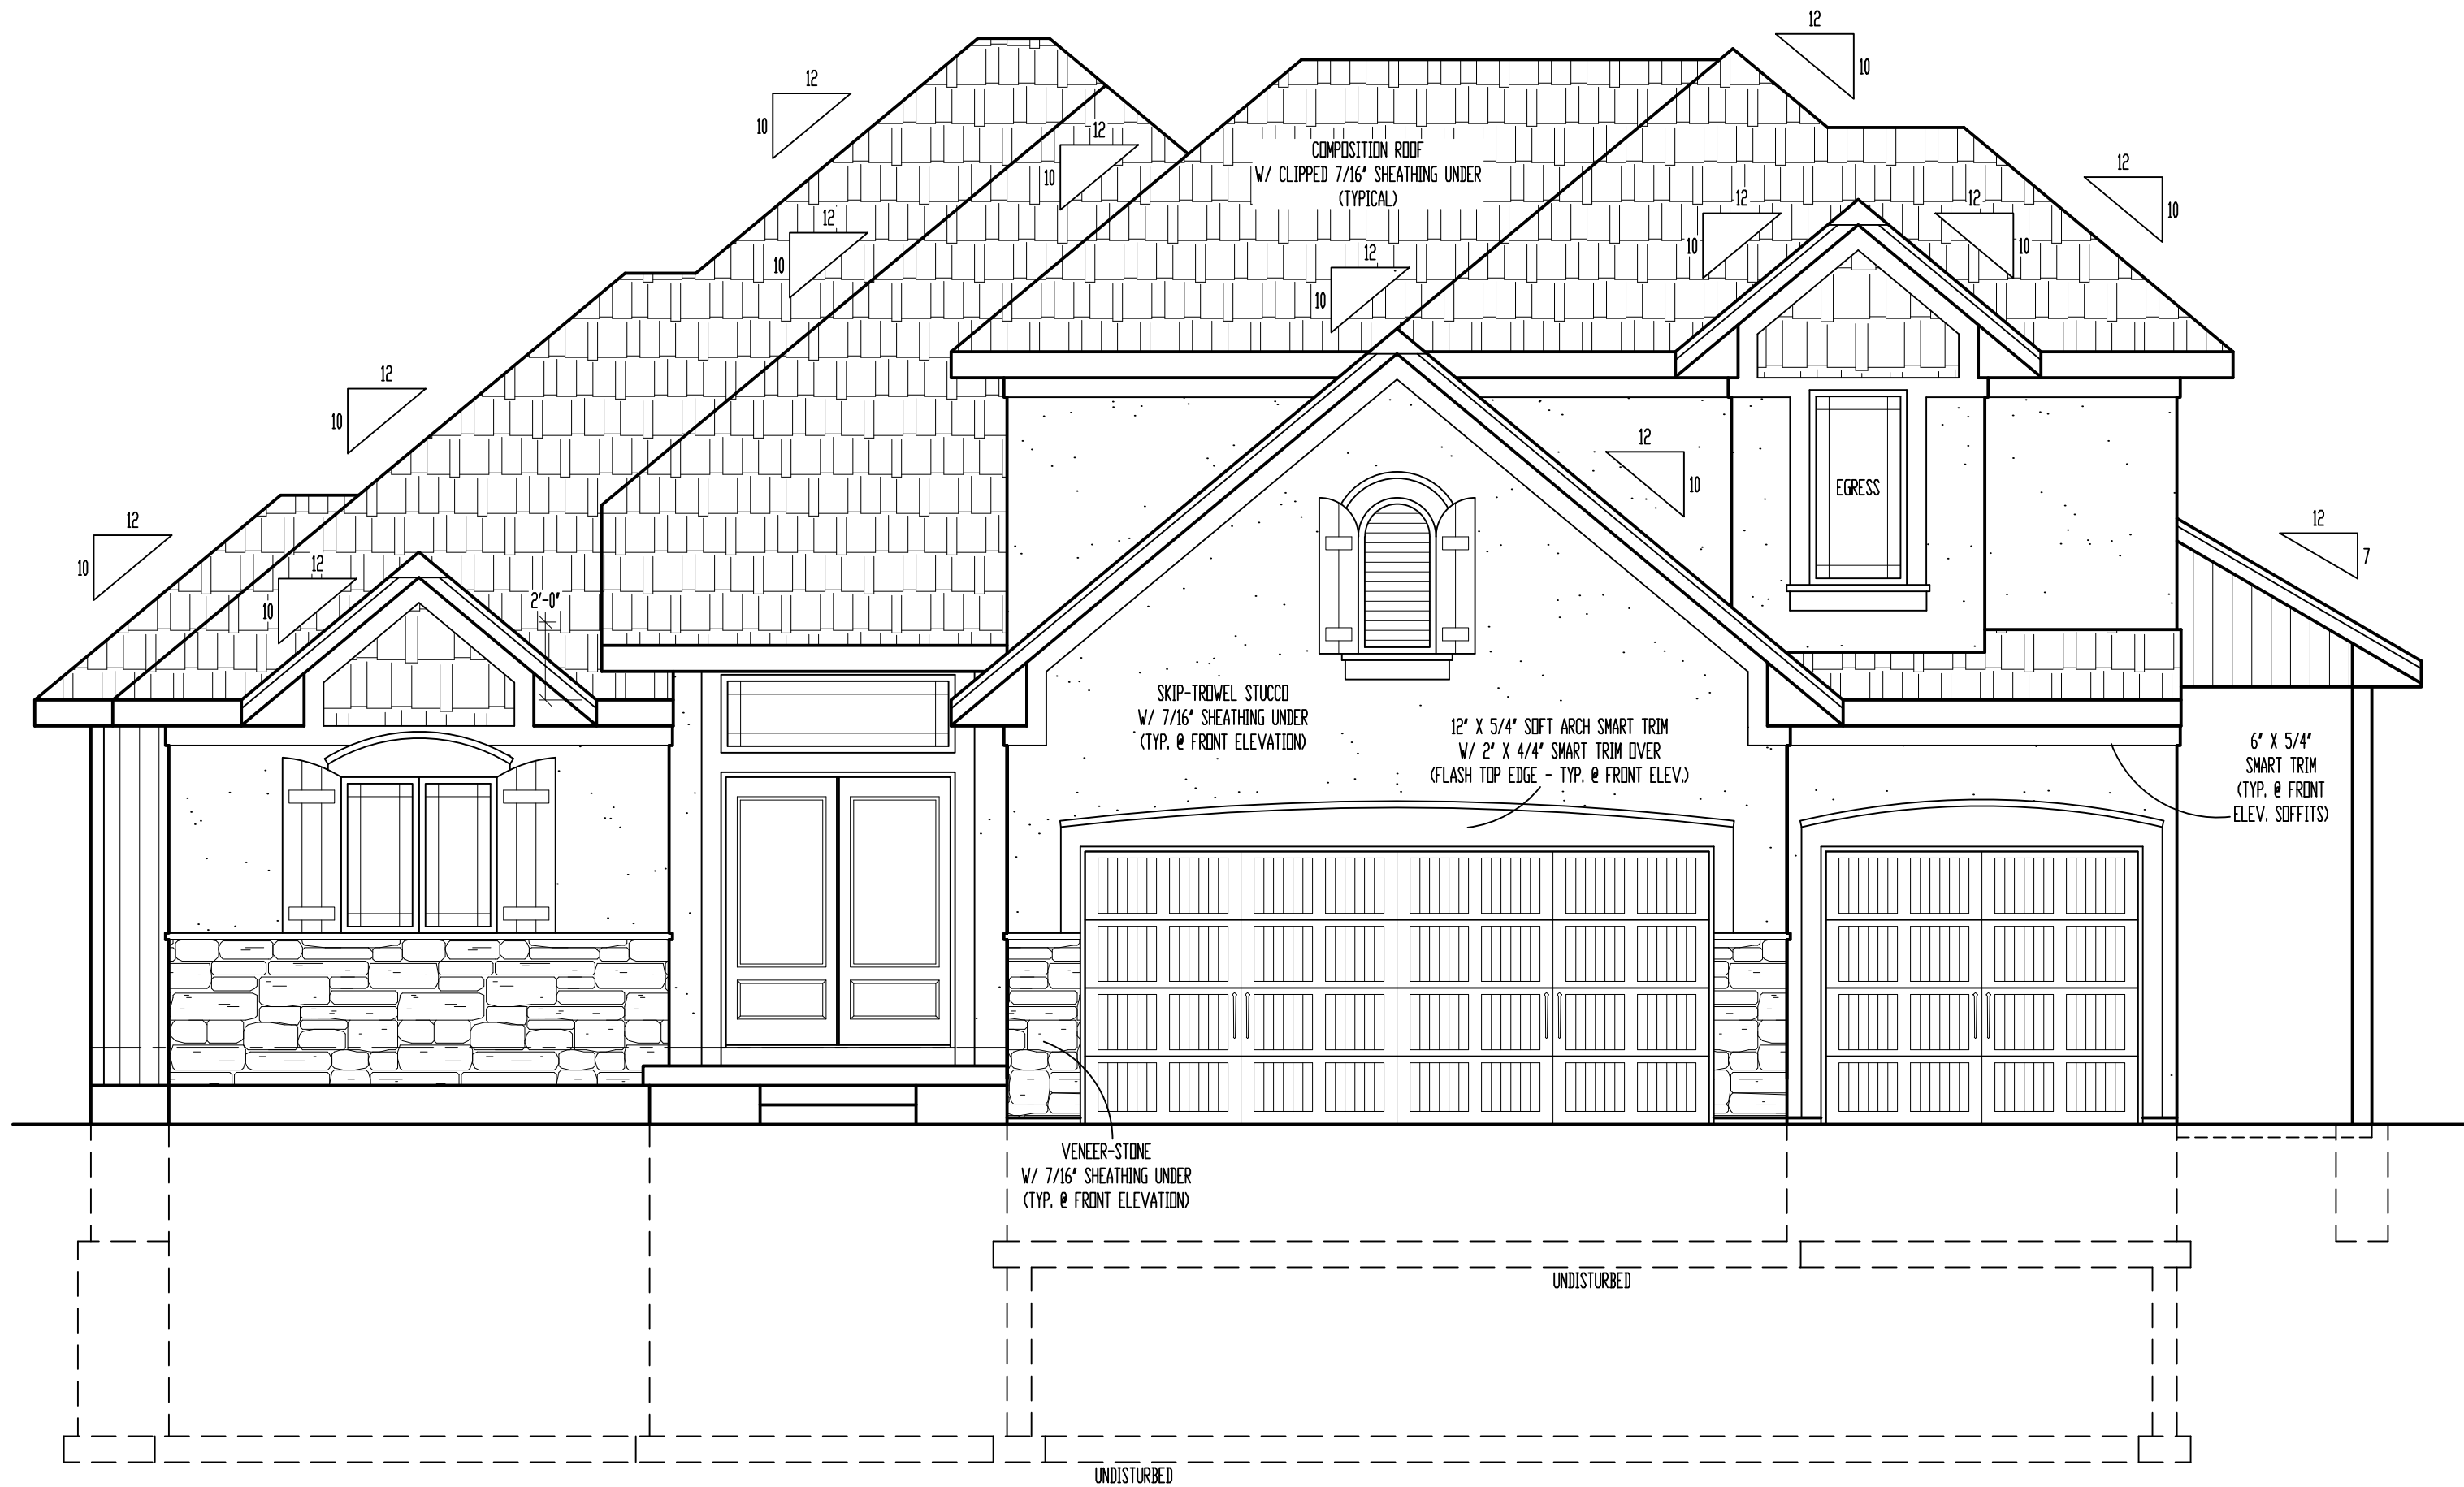 12
10
12
10
12
10
COMPOSITION ROOF
W/ CLIPPED 7/16" SHEATHING UNDER
(TYPICAL)
12
10
12
10
12
10
12
10
12
10
12
10
12
10
EGRESS
12
10
12
7
12
10
2'-0"
SKIP-TROWEL STUCCO
W/ 7/16" SHEATHING UNDER
(TYP. @ FRONT ELEVATION)
12" X 5/4" SOFT ARCH SMART TRIM
W/ 2" X 4/4" SMART TRIM OVER
(FLASH TOP EDGE - TYP. @ FRONT ELEV.)
6" X 5/4"
SMART TRIM
(TYP. @ FRONT
ELEV. SOFFITS)
VENEER-STONE
W/ 7/16" SHEATHING UNDER
(TYP. @ FRONT ELEVATION)
UNDISTURBED
UNDISTURBED
12
10